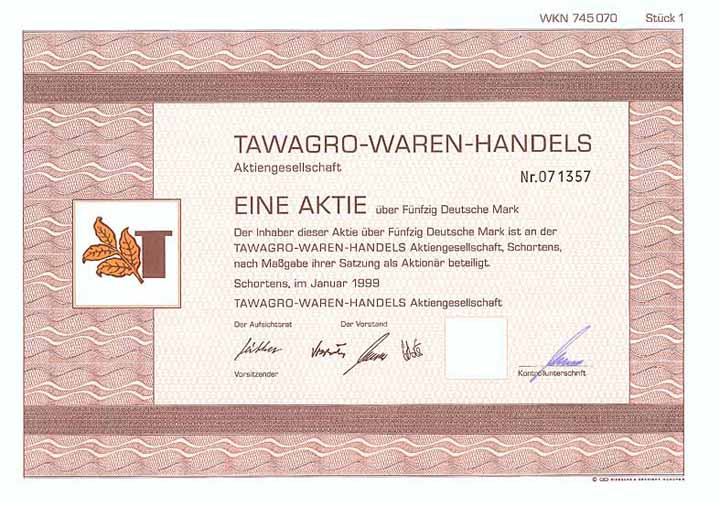 WKN 745 070 Stück 1
TAWAGRO-WAREN-HANDELS
Aktiengesellschaft
Nr.071357
EINE AKTIE über Fünfzig Deutsche Mark
Der Inhaber dieser Aktie über Fünfzig Deutsche Mark ist an der
TAWAGRO-WAREN-HANDELS Aktiengesellschaft, Schortens,
nach Maßgabe ihrer Satzung als Aktionär beteiligt.
Schortens, im Januar 1999
TAWAGRO-WAREN-HANDELS Aktiengesellschaft
Der Aufsichtsrat Der Vorstand
Vorsitzender
Kontrollunterschrift